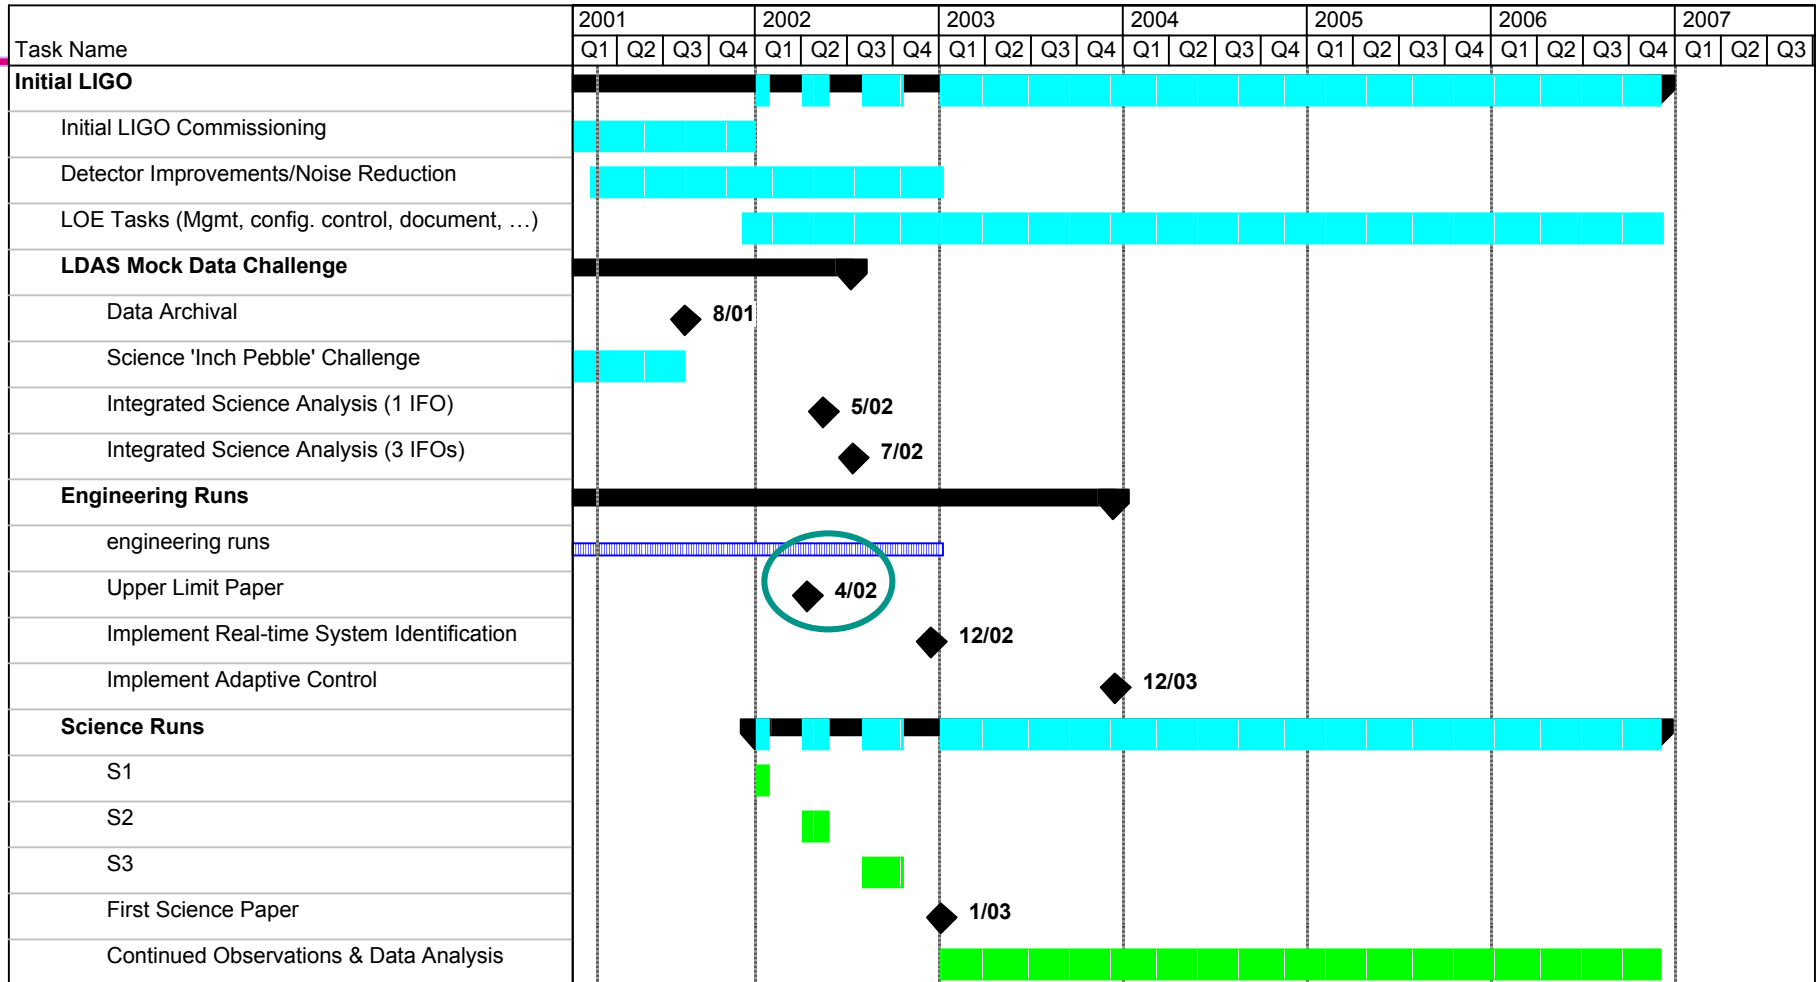 2001 2002 2003 2004 2005 2006 2007
Task Name Q1 Q2 Q3 Q4 Q1 Q2 Q3 Q4 Q1 Q2 Q3 Q4 Q1 Q2 Q3 Q4 Q1 Q2 Q3 Q4 Q1 Q2 Q3 Q4 Q1 Q2 Q3
Initial LIGO
Initial LIGO Commissioning
Detector Improvements/Noise Reduction
LOE Tasks (Mgmt, config. control, document, …)
LDAS Mock Data Challenge
Data Archival 8/01
Science 'Inch Pebble' Challenge
Integrated Science Analysis (1 IFO) 5/02
Integrated Science Analysis (3 IFOs) 7/02
Engineering Runs
engineering runs
Upper Limit Paper 4/02
Implement Real-time System Identification 12/02
Implement Adaptive Control 12/03
Science Runs
S1
S2
S3
First Science Paper 1/03
Continued Observations & Data Analysis